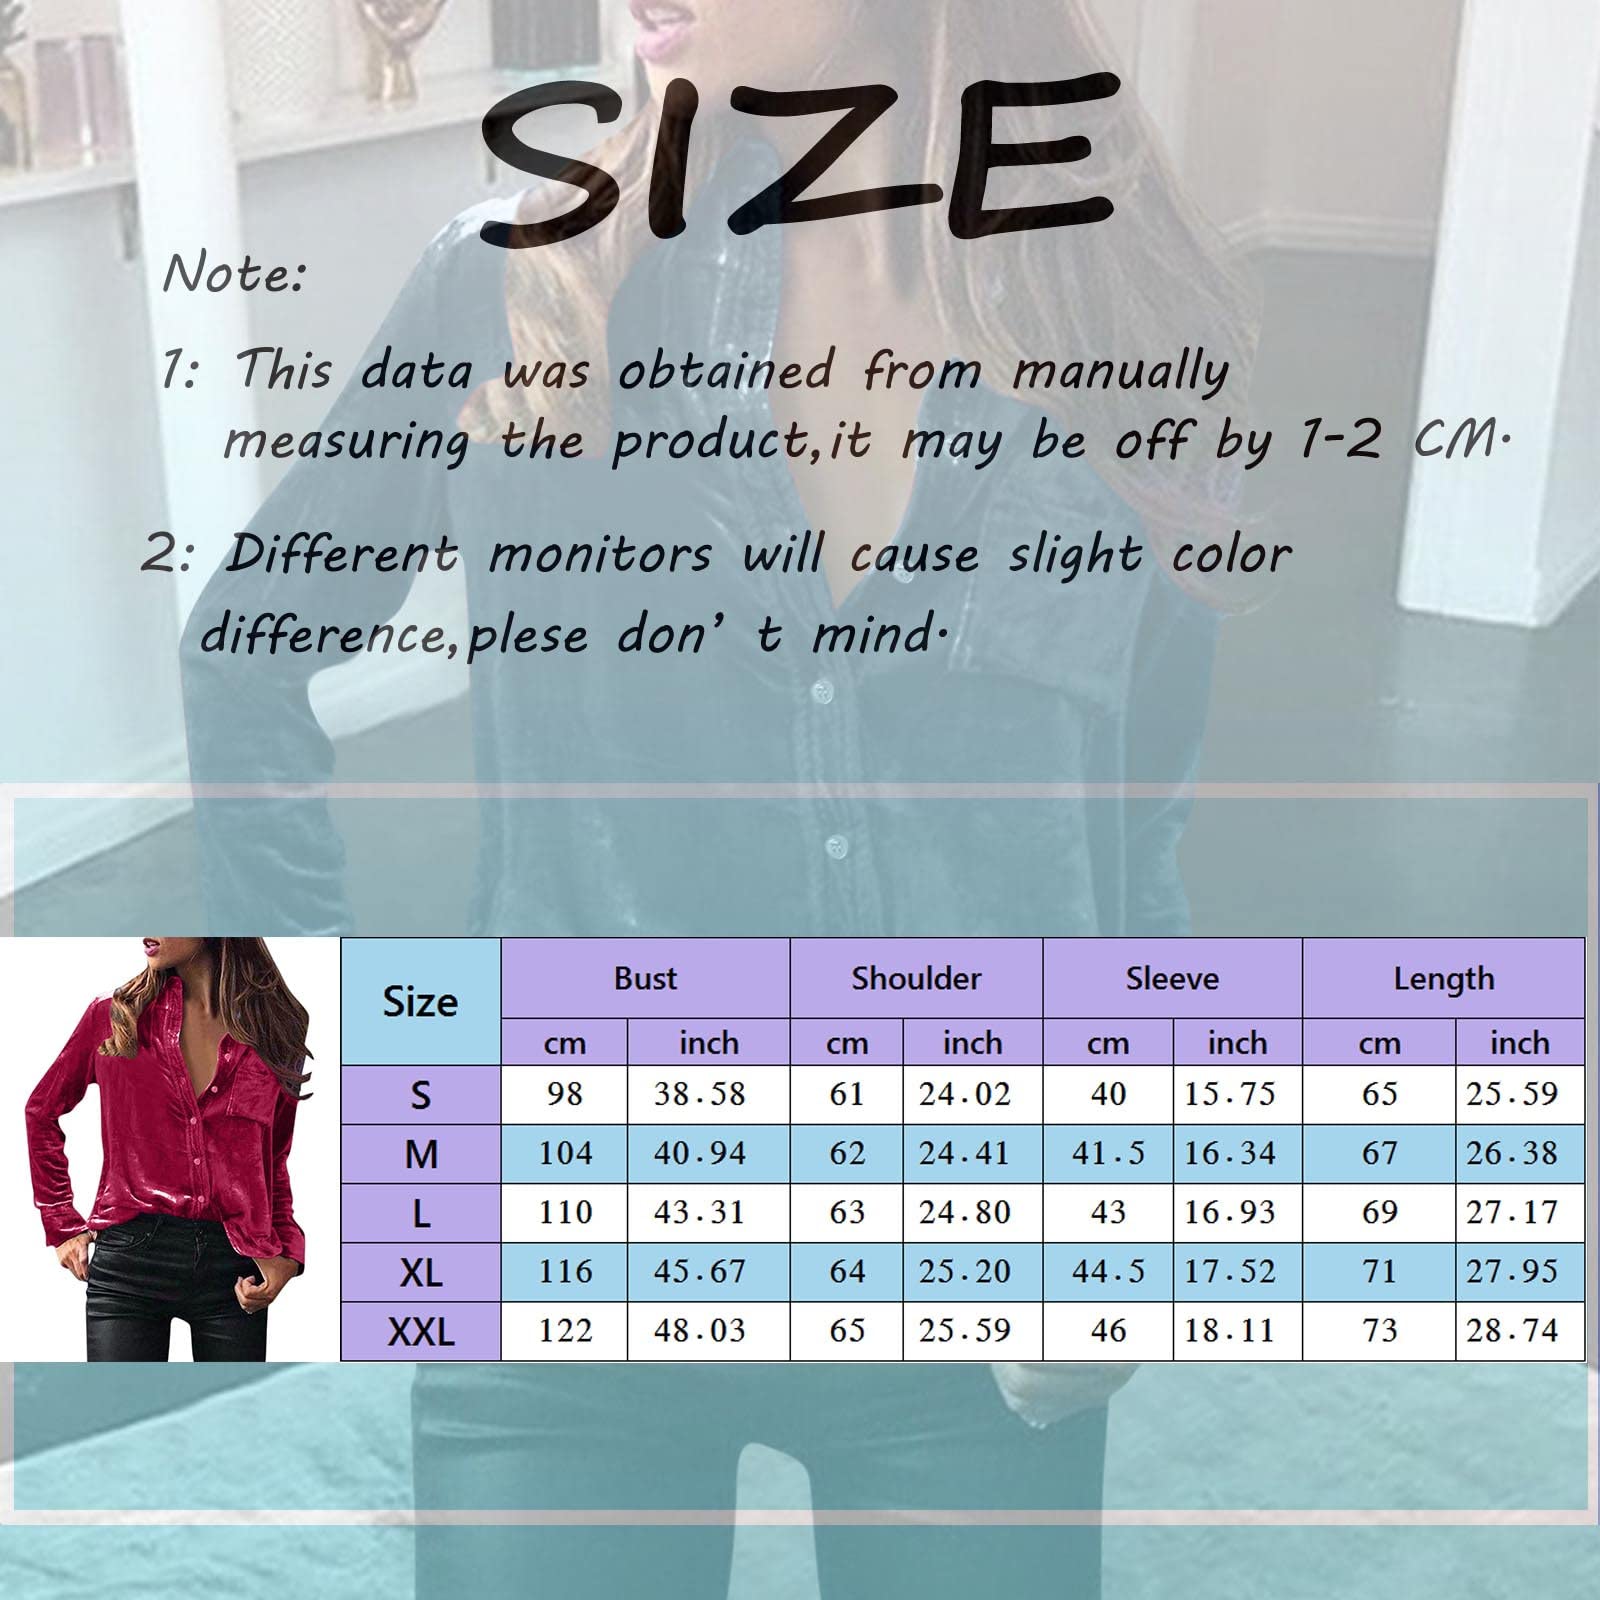 SIZE
Note:
1: This data was obtained from manually
measuring the product,it may be off by 1-2 CM.
2: Different monitors will cause slight color
difference,plese don’ t mind.
Size Bust Shoulder Sleeve Length
cm inch cm inch cm inch cm inch
S 98 38.58 61 24.02 40 15.75 65 25.59
M 104 40.94 62 24.41 41.5 16.34 67 26.38
L 110 43.31 63 24.80 43 16.93 69 27.17
XL 116 45.67 64 25.20 44.5 17.52 71 27.95
XXL 122 48.03 65 25.59 46 18.11 73 28.74